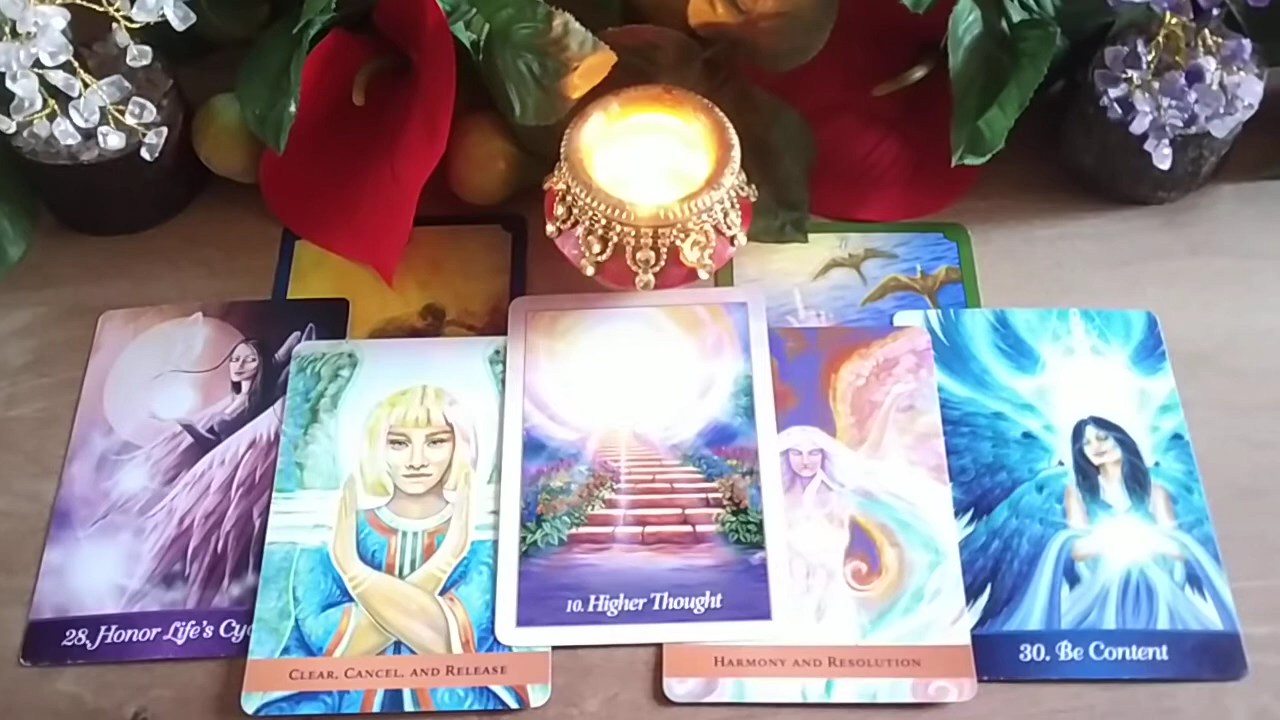 28. Honor Life's Cyc
CLEAR, CANCEL, AND RELEASE
10. Higher Thought
HARMONY AND RESOLUTION
30. Be Content